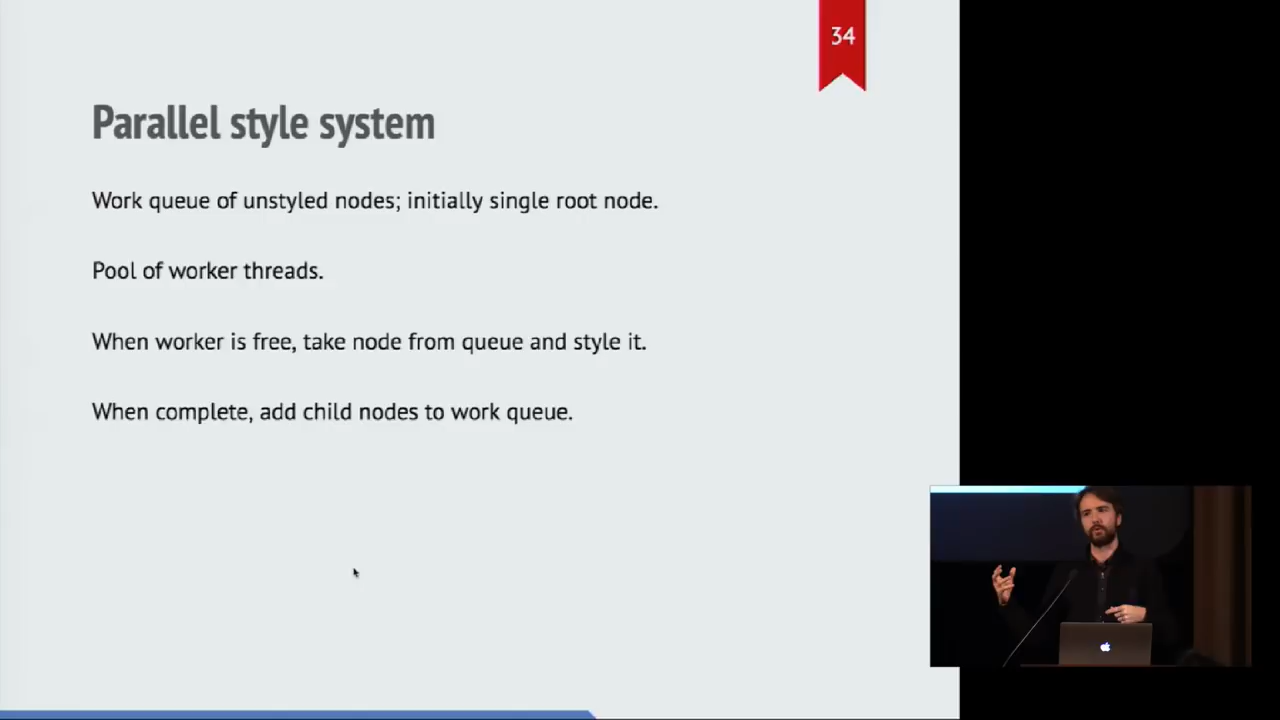 34
Parallel style system
Work queue of unstyled nodes; initially single root node.
Pool of worker threads.
When worker is free, take node from queue and style it.
When complete, add child nodes to work queue.